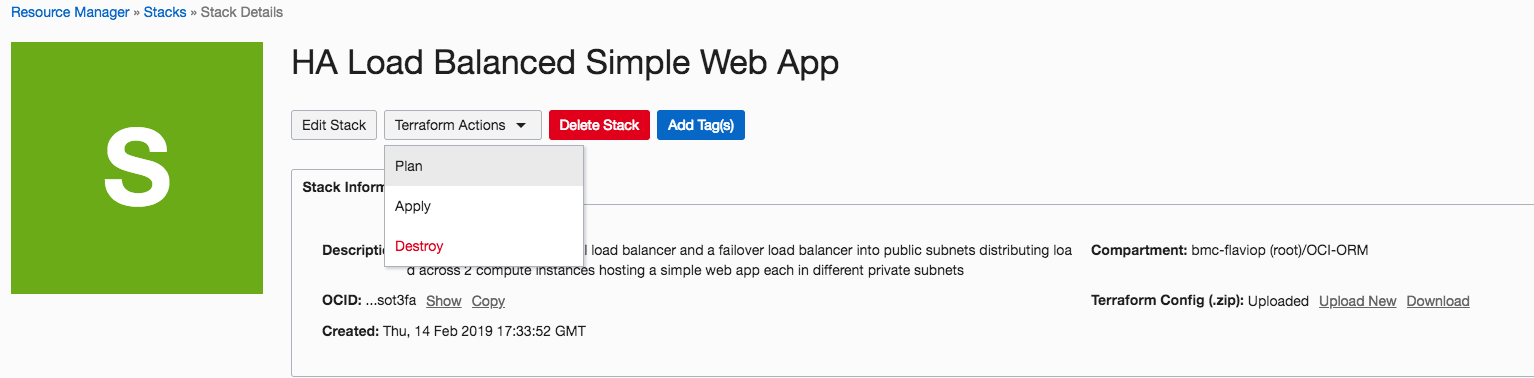 Resource Manager » Stacks » Stack Details
S
HA Load Balanced Simple Web App
Edit Stack Terraform Actions Delete Stack Add Tag(s)
Plan
Stack
Apply
Destroy
load balancer and a failover load balancer into public subnets distributing loa
d across 2 compute instances hosting a simple web app each in different private subnets
Compartment: bmc-flaviop (root)/OCI-ORM
OCID: ...sot3fa Show Copy
Terraform Config (.zip): Uploaded Upload New Download
Created: Thu, 14 Feb 2019 17:33:52 GMT